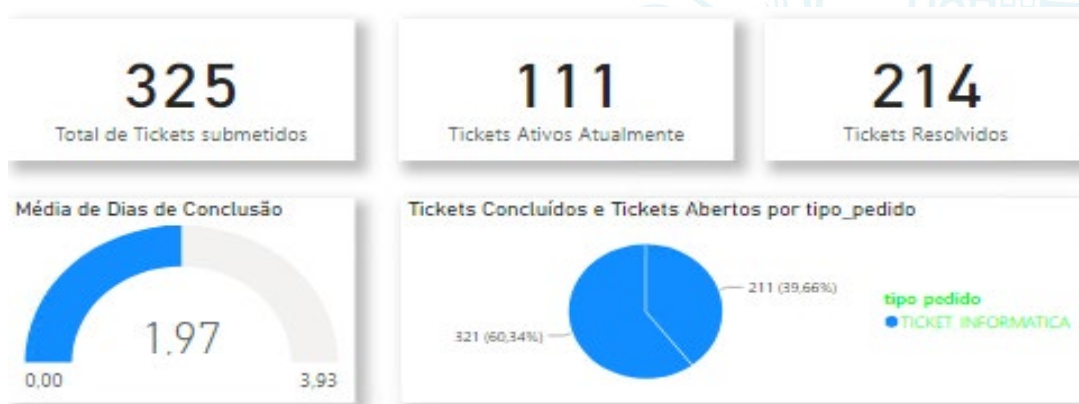 325
Total de Tickets submetidos
111
Tickets Ativos Atualmente
214
Tickets Resolvidos
Média de Dias de Conclusão
1,97
0,00
3,93
Tickets Concluídos e Tickets Abertos por tipo_pedido
211 (39,66%)
321 (60,34%)
tipo pedido
TICKET INFORMATICA